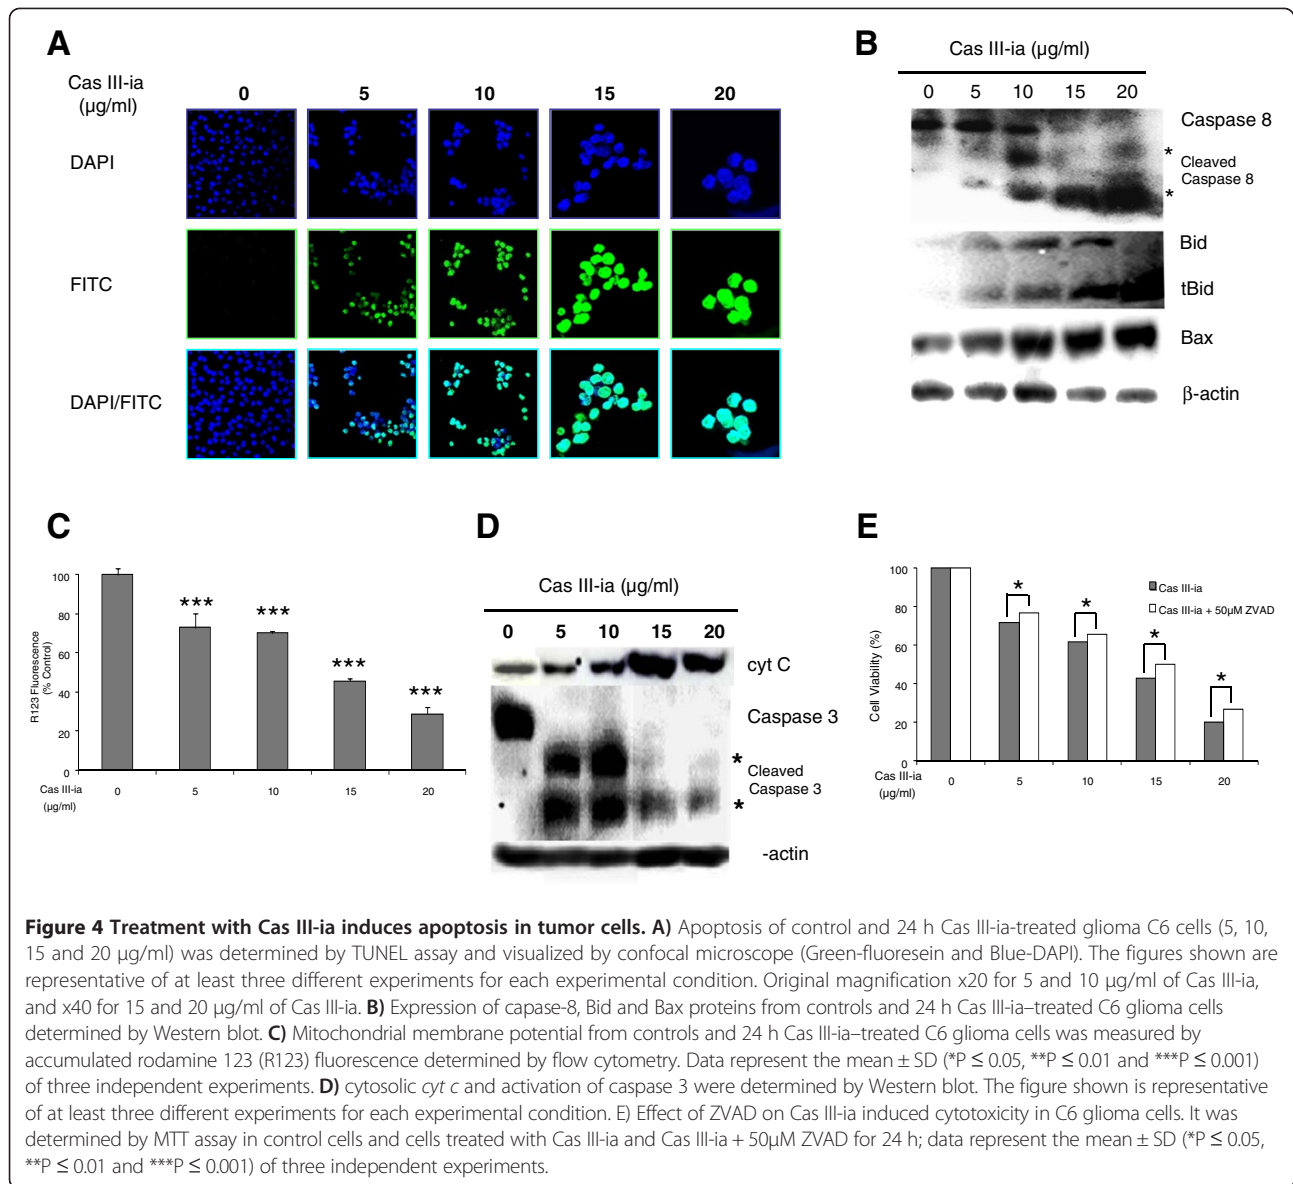 A
Cas III-ia
(µg/ml)
0 5 10 15 20
DAPI
FITC
DAPI/FITC
B
Cas III-ia (µg/ml)
0 5 10 15 20
Caspase 8
*
Cleaved
Caspase 8
*
Bid
tBid
Bax
β-actin
C
R123 Fluorescence
(% Control)
100
80
60
40
20
0
***
***
***
***
Cas III-ia
(µg/ml)
0 5 10 15 20
D
Cas III-ia (µg/ml)
0 5 10 15 20
cyt C
Caspase 3
*
Cleaved
Caspase 3
*
-actin
E
Cell Viability (%)
100
80
60
40
20
0
Cas III-ia
Cas III-ia + 50µM ZVAD
*
*
*
*
Cas III-ia
(µg/ml)
0 5 10 15 20
Figure 4 Treatment with Cas III-ia induces apoptosis in tumor cells. A) Apoptosis of control and 24 h Cas III-ia-treated glioma C6 cells (5, 10,
15 and 20 µg/ml) was determined by TUNEL assay and visualized by confocal microscope (Green-fluoresein and Blue-DAPI). The figures shown are
representative of at least three different experiments for each experimental condition. Original magnification x20 for 5 and 10 µg/ml of Cas III-ia,
and x40 for 15 and 20 µg/ml of Cas III-ia. B) Expression of capase-8, Bid and Bax proteins from controls and 24 h Cas III-ia–treated C6 glioma cells
determined by Western blot. C) Mitochondrial membrane potential from controls and 24 h Cas III-ia–treated C6 glioma cells was measured by
accumulated rodamine 123 (R123) fluorescence determined by flow cytometry. Data represent the mean ± SD (*P ≤ 0.05, **P ≤ 0.01 and ***P ≤ 0.001)
of three independent experiments. D) cytosolic cyt c and activation of caspase 3 were determined by Western blot. The figure shown is representative
of at least three different experiments for each experimental condition. E) Effect of ZVAD on Cas III-ia induced cytotoxicity in C6 glioma cells. It was
determined by MTT assay in control cells and cells treated with Cas III-ia and Cas III-ia + 50µM ZVAD for 24 h; data represent the mean ± SD (*P ≤ 0.05,
**P ≤ 0.01 and ***P ≤ 0.001) of three independent experiments.